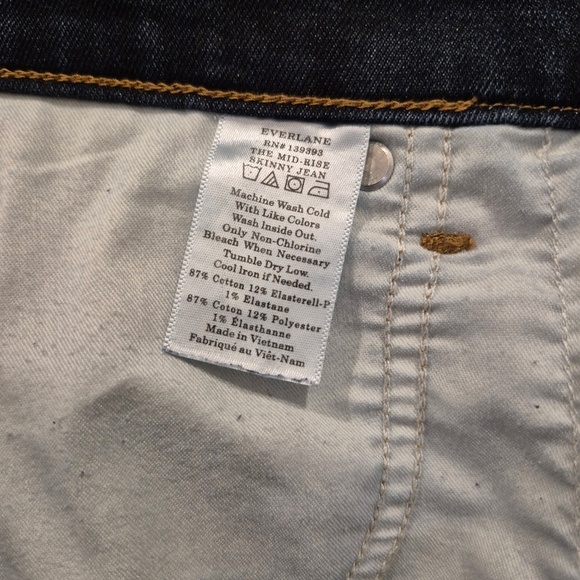 EVERLANE
RN# 139393
THE MID-RISE
SKINNY JEAN
Machine Wash Cold
With Like Colors
Wash Inside Out.
Only Non-Chlorine
Bleach When Necessary
Tumble Dry Low.
Cool Iron if Needed.
87% Cotton 12% Elasterell-P
1% Elastane
87% Coton 12% Polyester
1% Élasthanne
Made in Vietnam
Fabriqué au Viêt-Nam